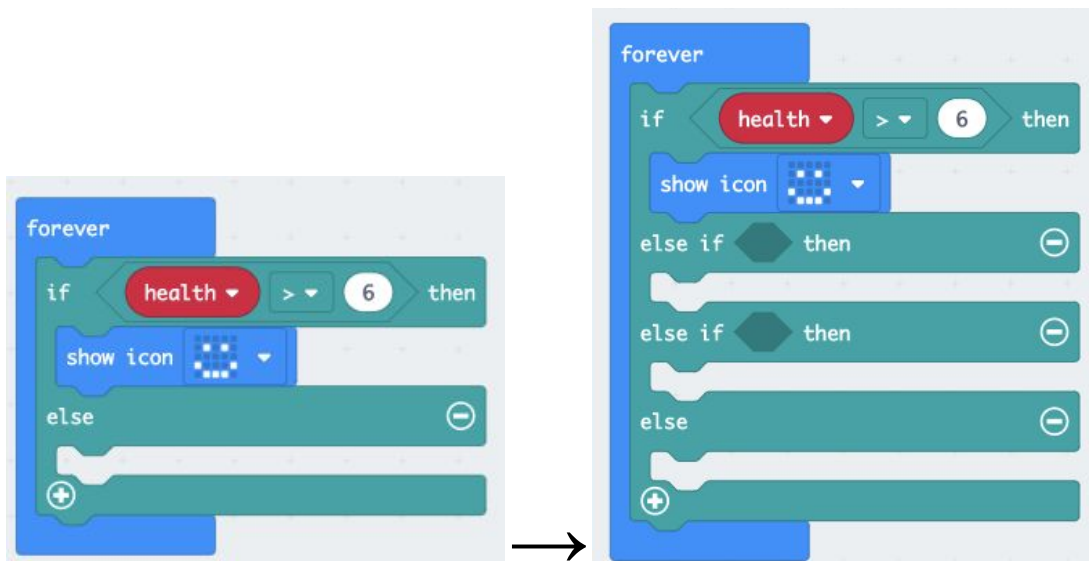 forever
if health > 6 then
show icon
else
forever
if health > 6 then
show icon
else if then
else if then
else